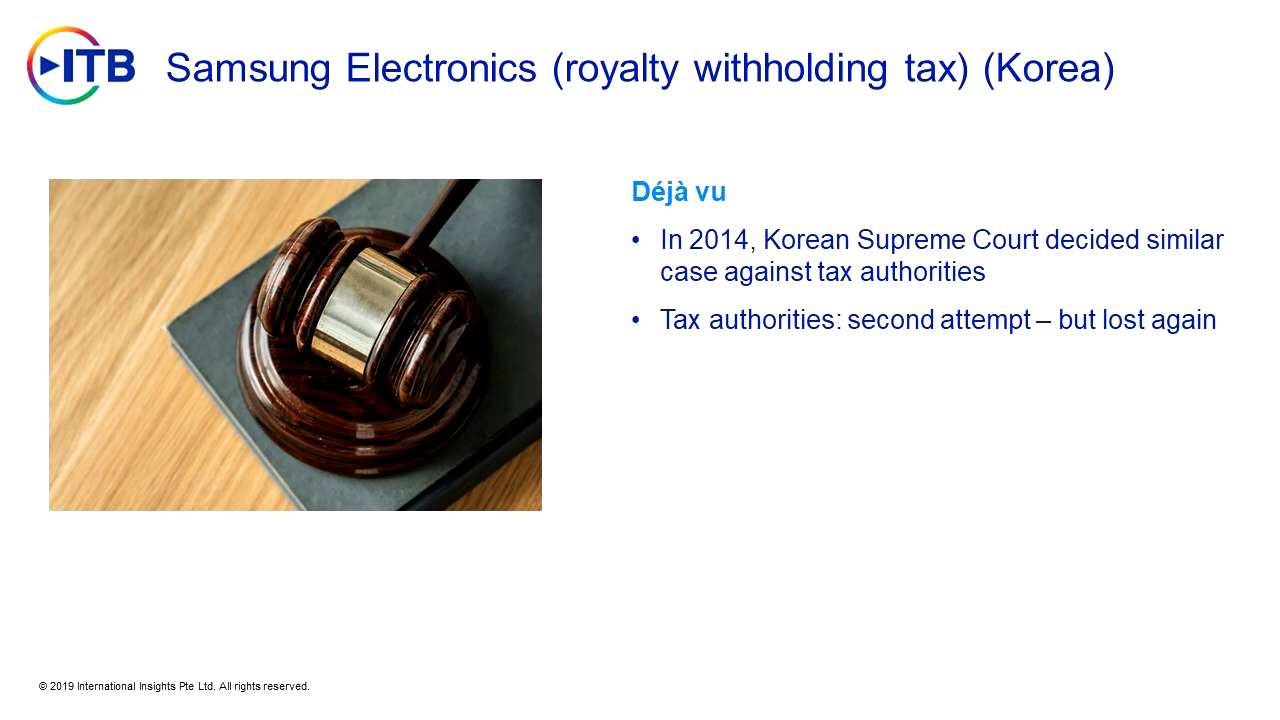 ITB
Samsung Electronics (royalty withholding tax) (Korea)
Déjà vu
• In 2014, Korean Supreme Court decided similar
case against tax authorities
• Tax authorities: second attempt – but lost again
© 2019 International Insights Pte Ltd. All rights reserved.